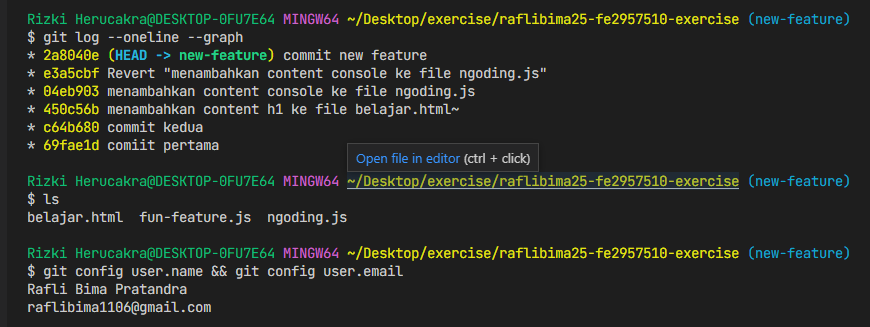 Rizki Herucakra@DESKTOP-0FU7E64 MINGW64 ~/Desktop/exercise/raflibima25-fe2957510-exercise (new-feature)
$ git log --oneline --graph
* 2a8040e (HEAD -> new-feature) commit new feature
* e3a5cbf Revert "menambahkan content console ke file ngoding.js"
* 04eb903 menambahkan content console ke file ngoding.js
* 450c56b menambahkan content h1 ke file belajar.html~
* c64b680 commit kedua
* 69fae1d comiit pertama
Open file in editor (ctrl + click)
Rizki Herucakra@DESKTOP-0FU7E64 MINGW64 ~/Desktop/exercise/raflibima25-fe2957510-exercise (new-feature)
$ ls
belajar.html  fun-feature.js  ngoding.js
Rizki Herucakra@DESKTOP-0FU7E64 MINGW64 ~/Desktop/exercise/raflibima25-fe2957510-exercise (new-feature)
$ git config user.name && git config user.email
Rafli Bima Pratandra
raflibima1106@gmail.com